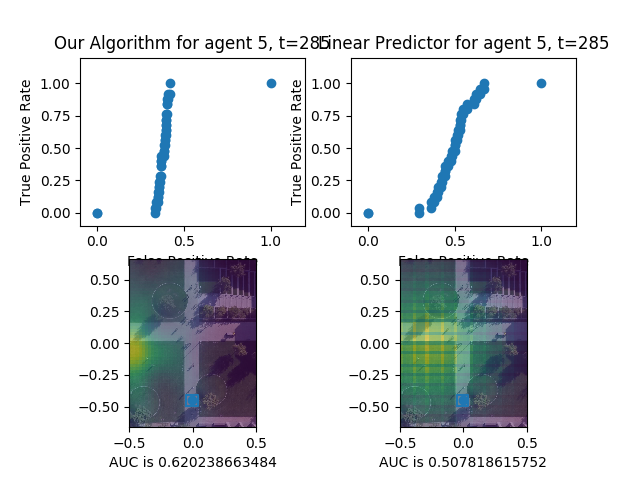 Our Algorithm for agent 5, t=285
Linear Predictor for agent 5, t=285
True Positive Rate
1.00
0.75
0.50
0.25
0.00
0.0 0.5 1.0
False Positive Rate
True Positive Rate
1.00
0.75
0.50
0.25
0.00
0.0 0.5 1.0
False Positive Rate
0.50
0.25
0.00
−0.25
−0.50
−0.5 0.0 0.5
AUC is 0.620238663484
0.50
0.25
0.00
−0.25
−0.50
−0.5 0.0 0.5
AUC is 0.507818615752